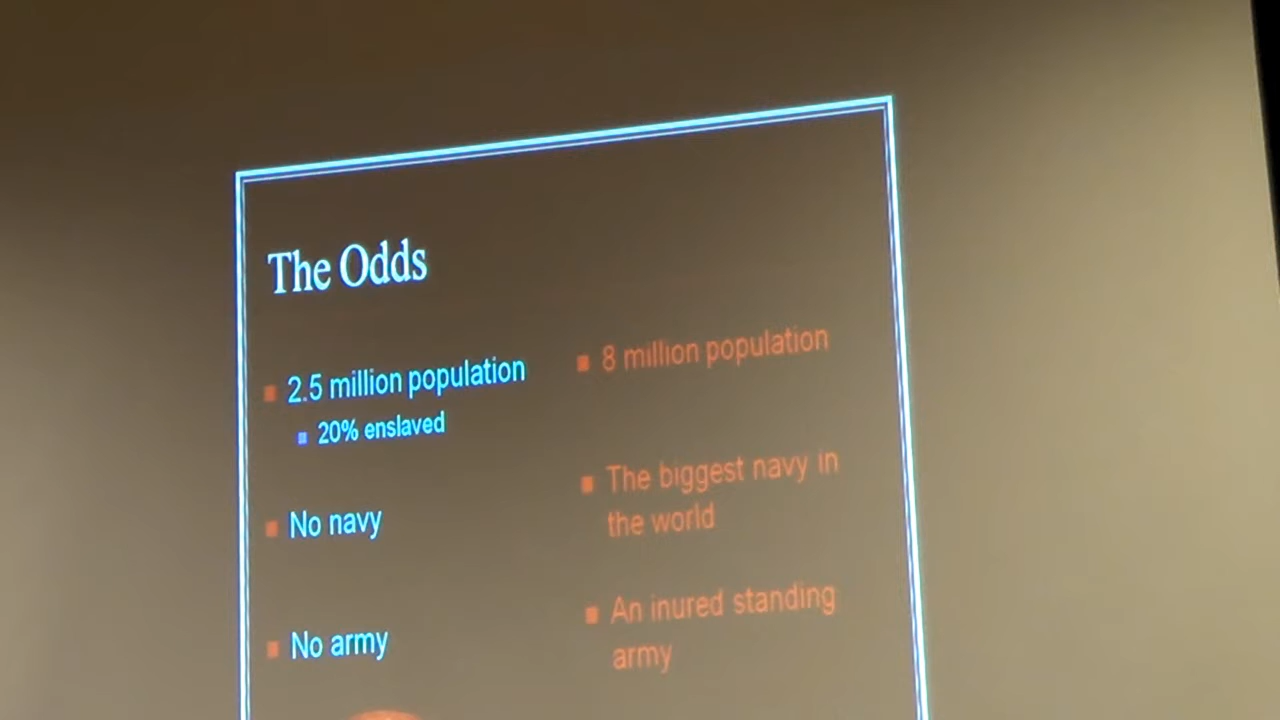 The Odds
2.5 million population
20% enslaved
No navy
No army
8 million population
The biggest navy in
the world
An inured standing
army